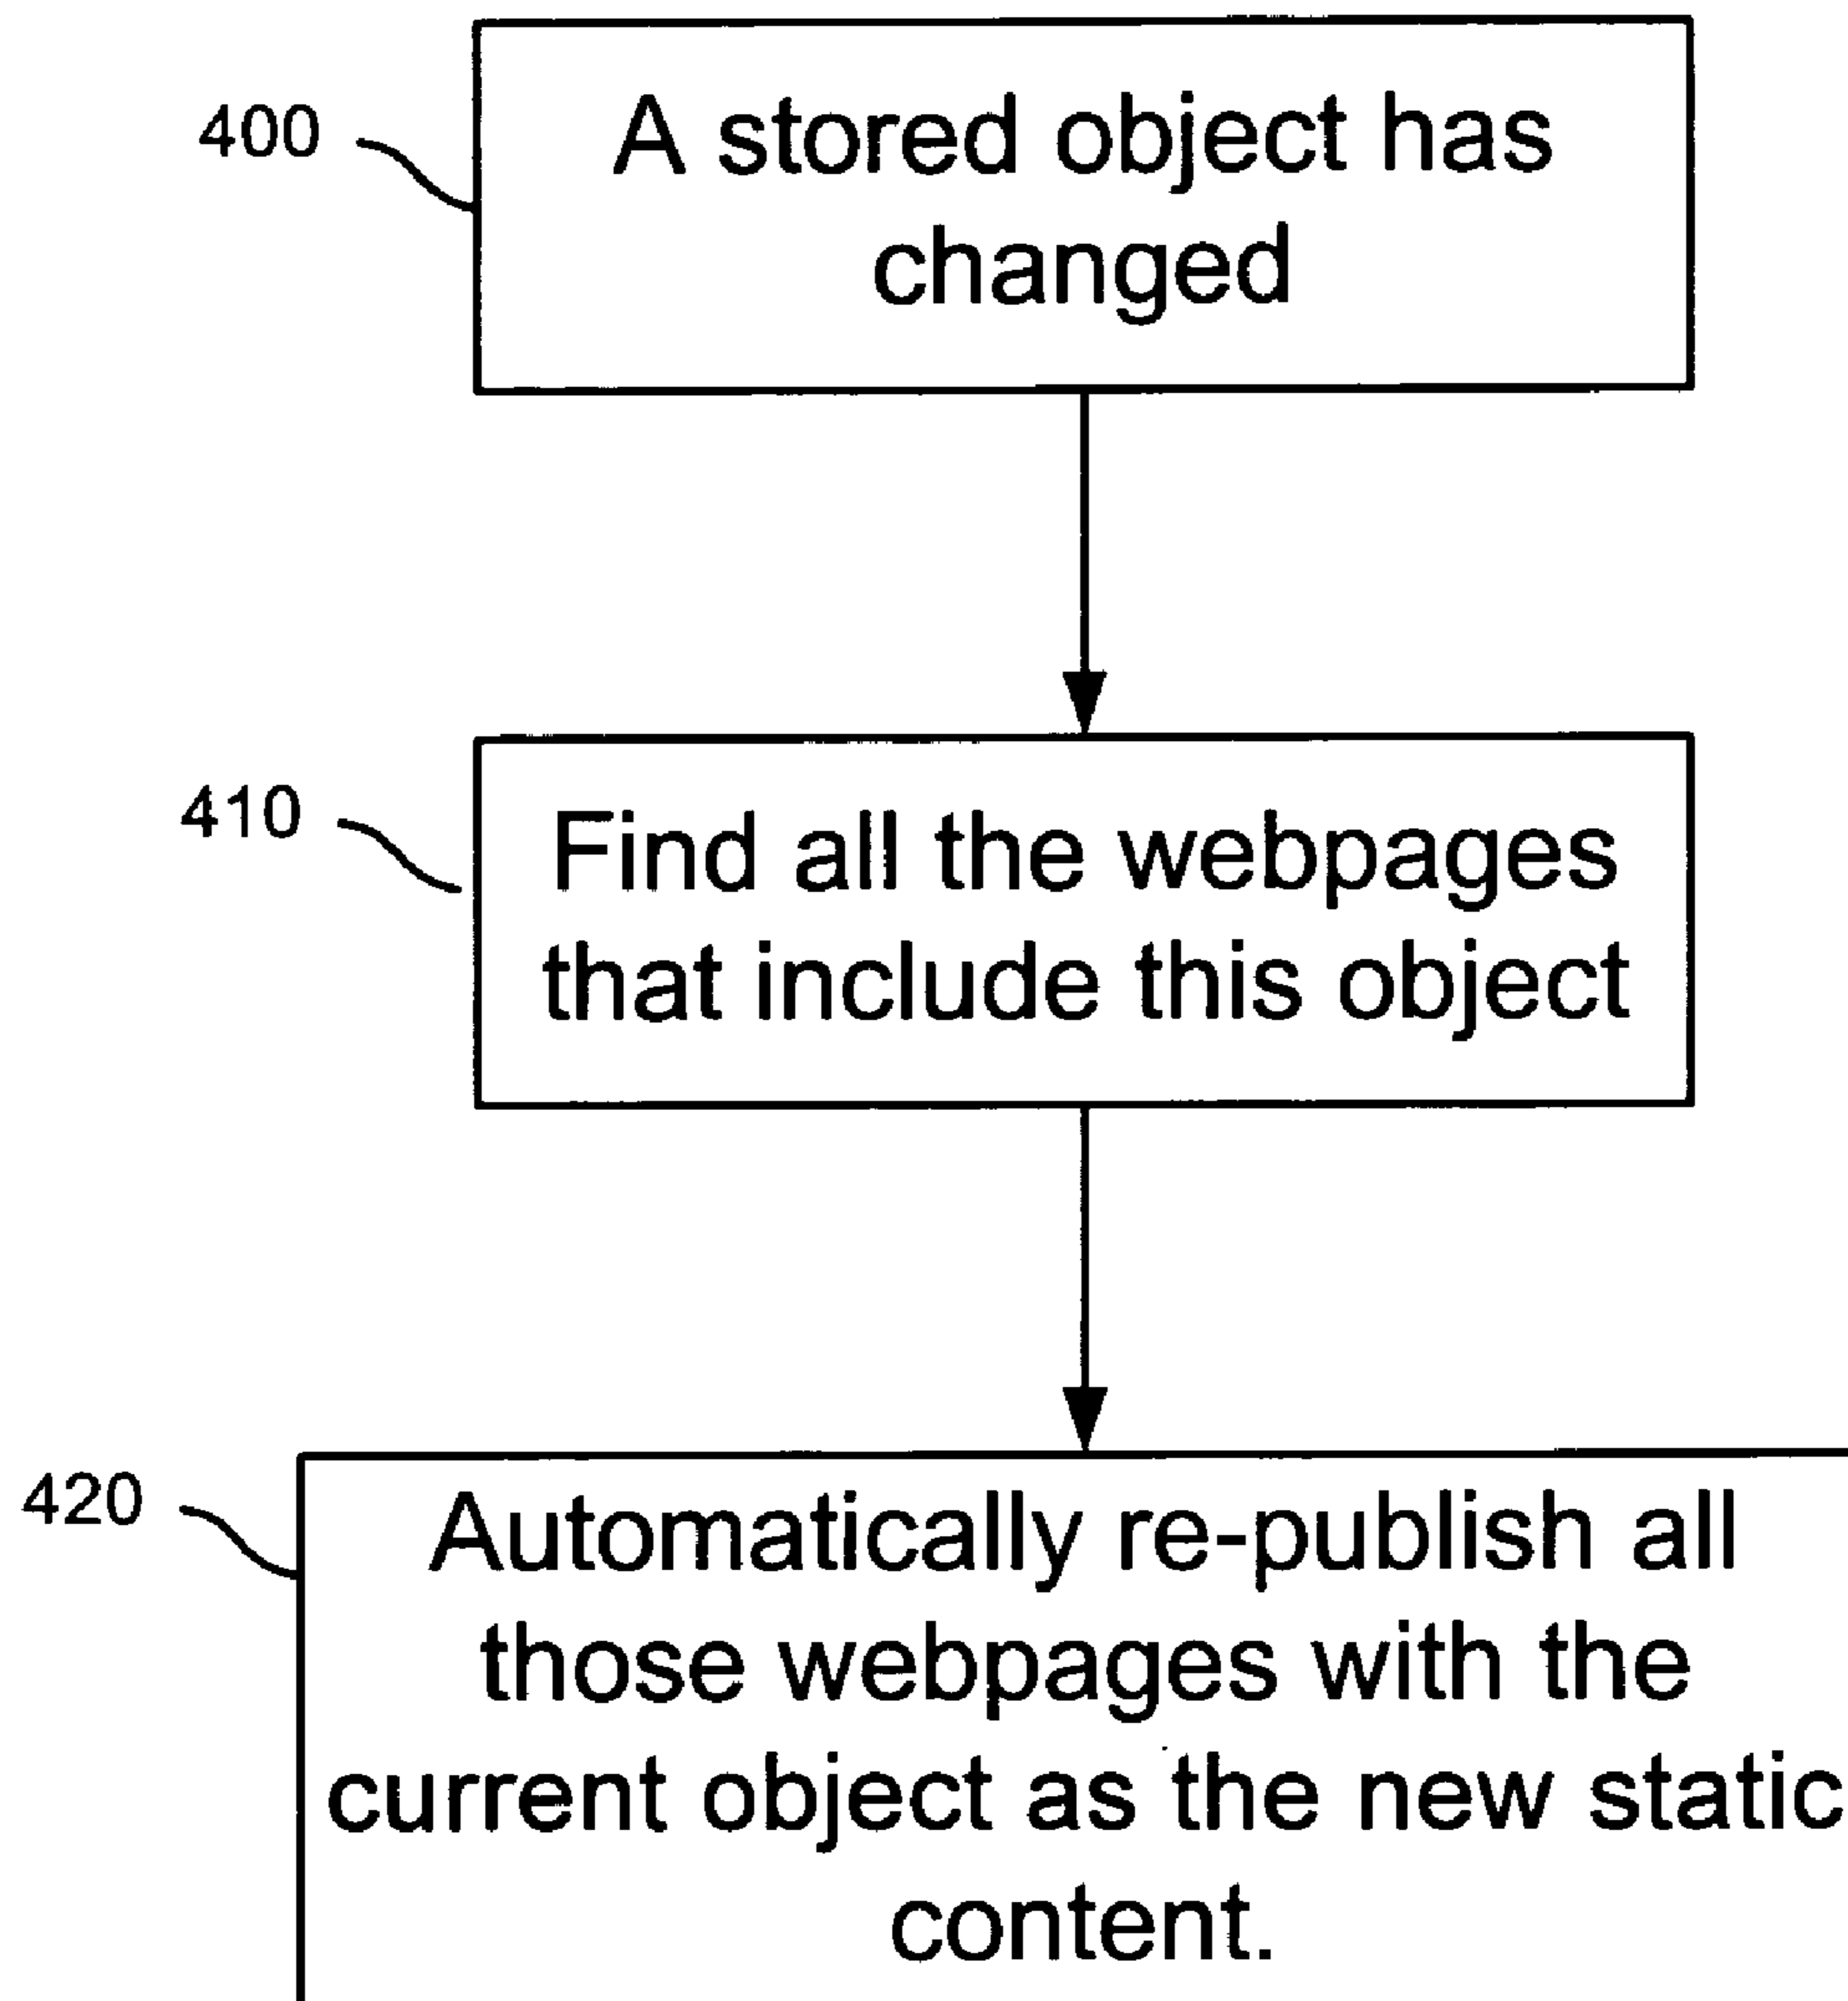 400
A stored object has
changed
410
Find all the webpages
that include this object
420
Automatically re-publish all
those webpages with the
current object as the new static
content.